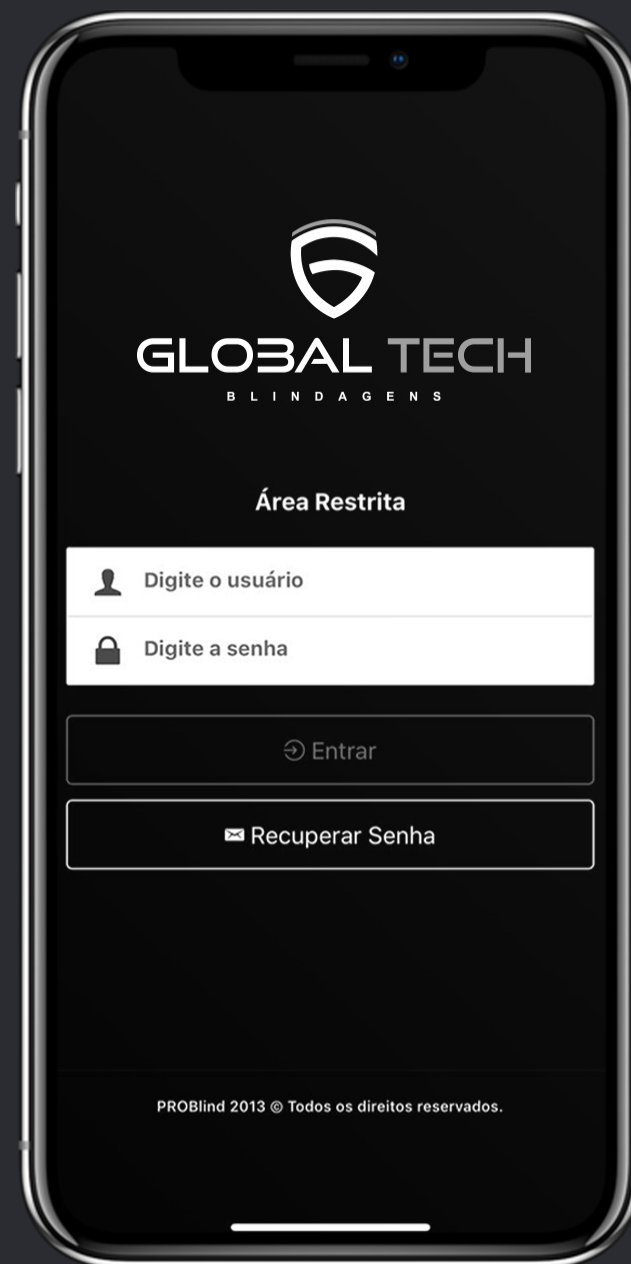 GLOBAL TECH
BLINDAGENS
Área Restrita
Digite o usuário
Digite a senha
Entrar
Recuperar Senha
PROBlind 2013 © Todos os direitos reservados.